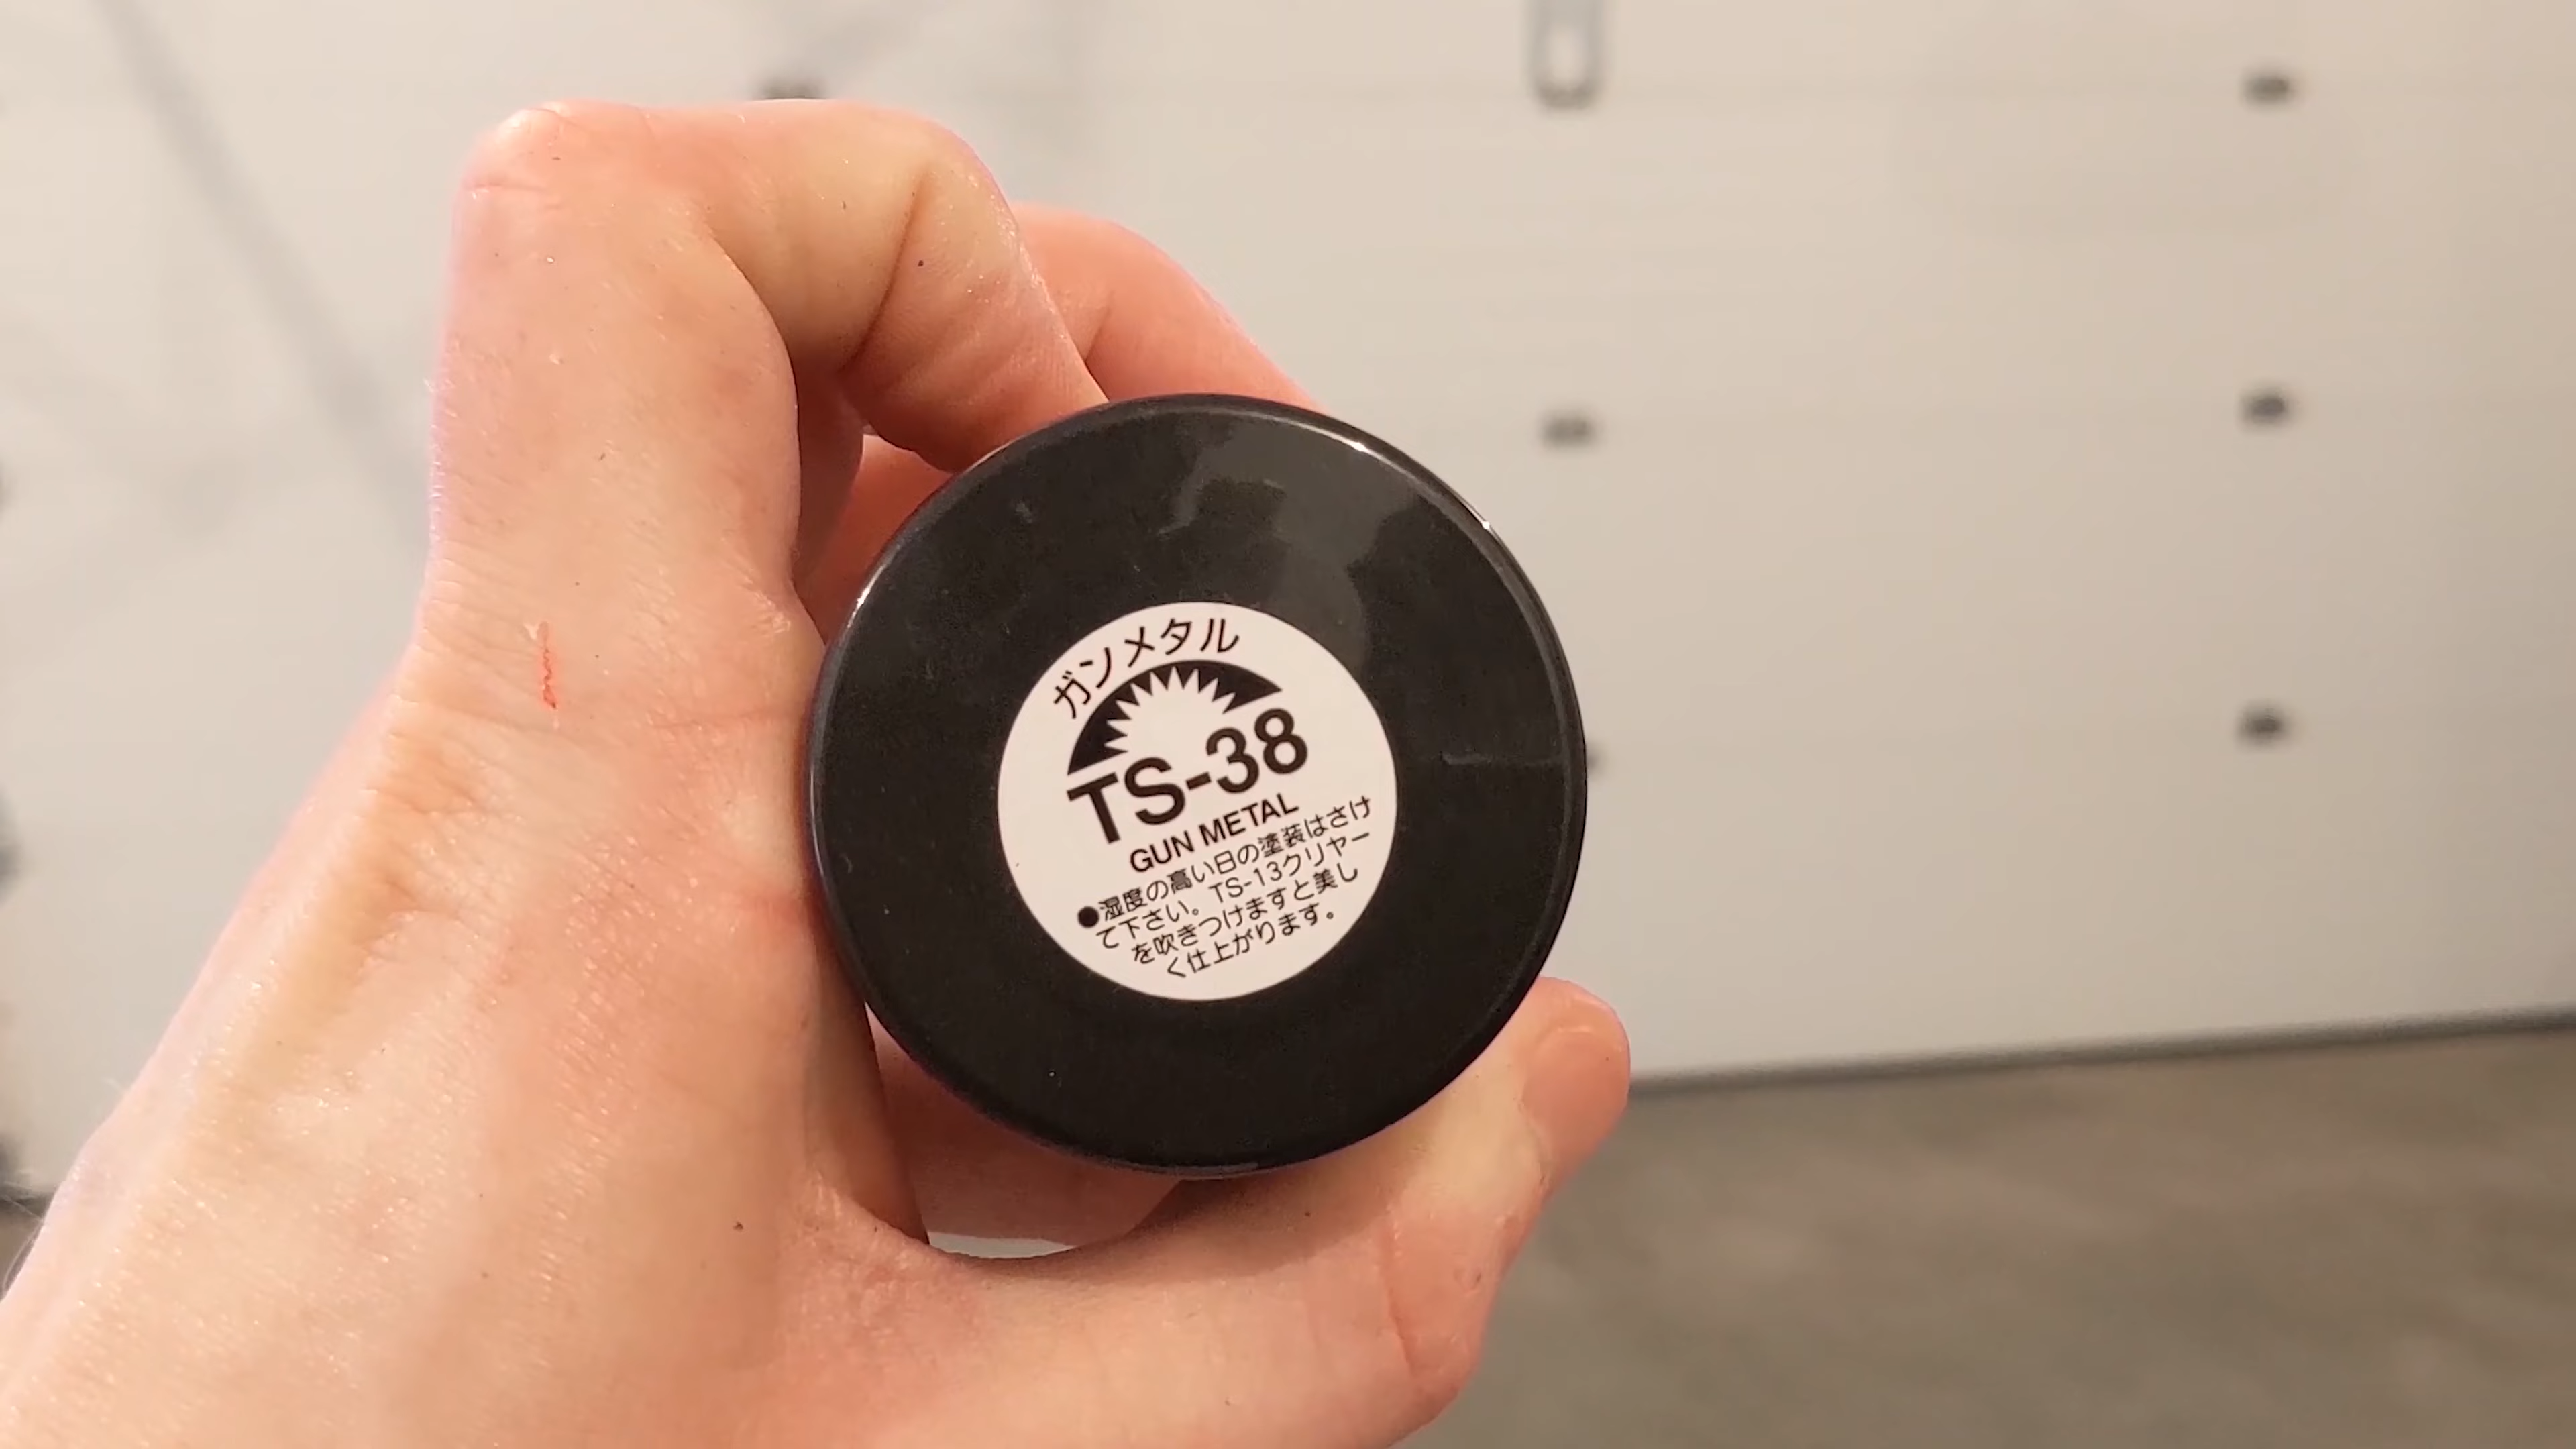 ガンメタル
TS-38
GUN METAL
●湿度の高い日の塗装はさけ
て下さい。TS-13クリヤー
を吹きつけますと美し
く仕上がります。